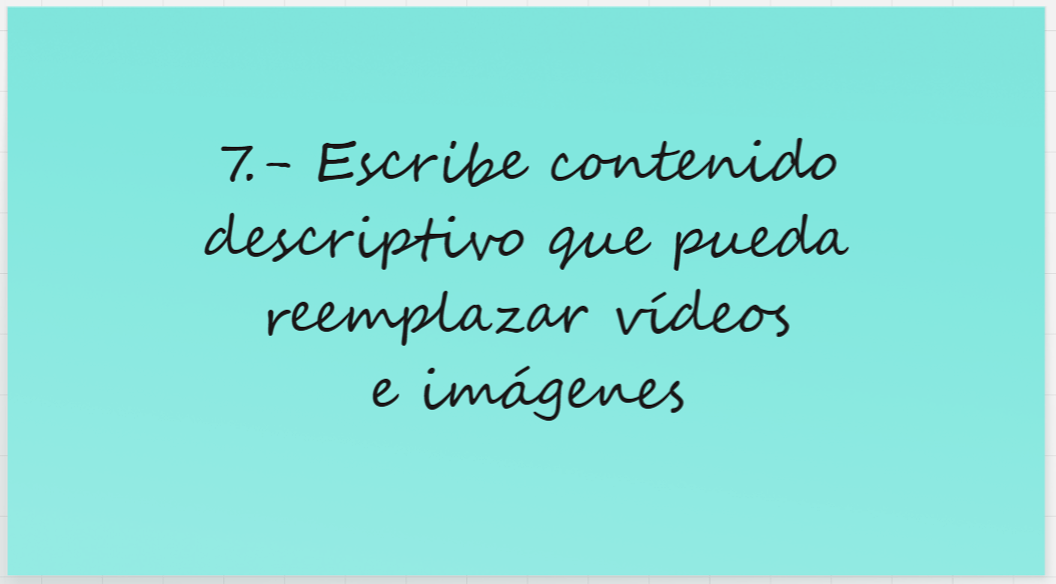 7.- Escribe contenido
descriptivo que pueda
reemplazar vídeos
e imágenes